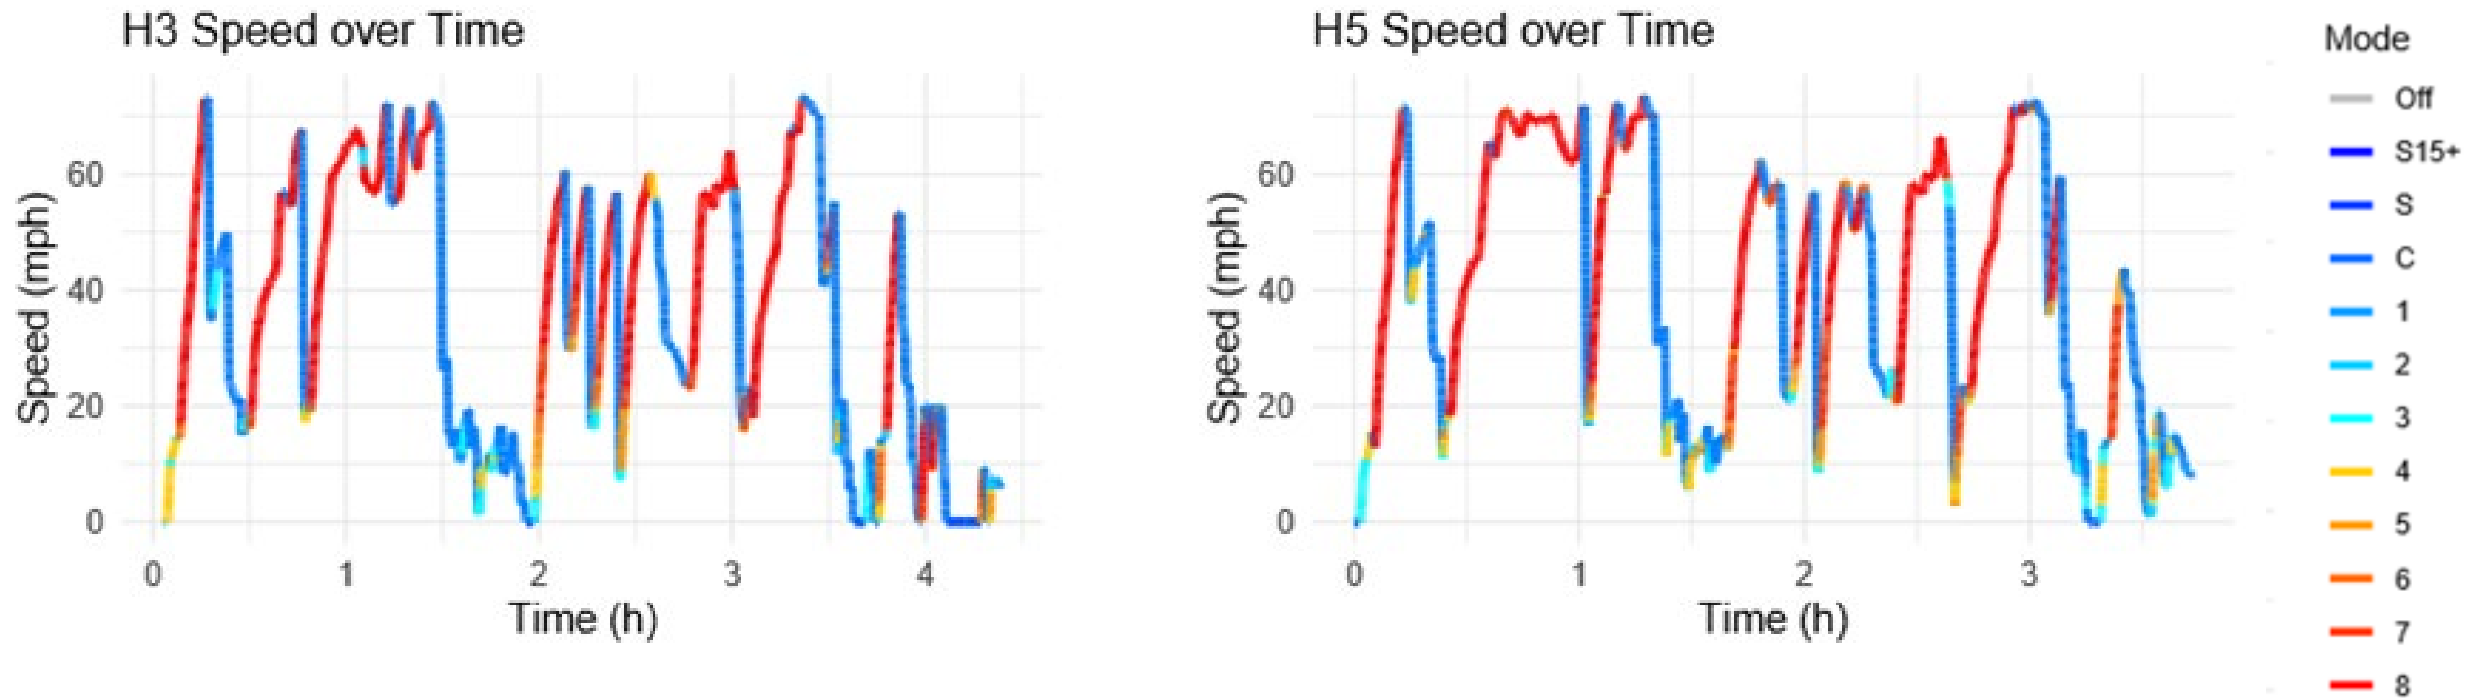 H3 Speed over Time
Speed (mph)
60
40
20
0
0 1 2 3 4
Time (h)
H5 Speed over Time
Speed (mph)
60
40
20
0
0 1 2 3
Time (h)
Mode
Off
S15+
S
C
1
2
3
4
5
6
7
8